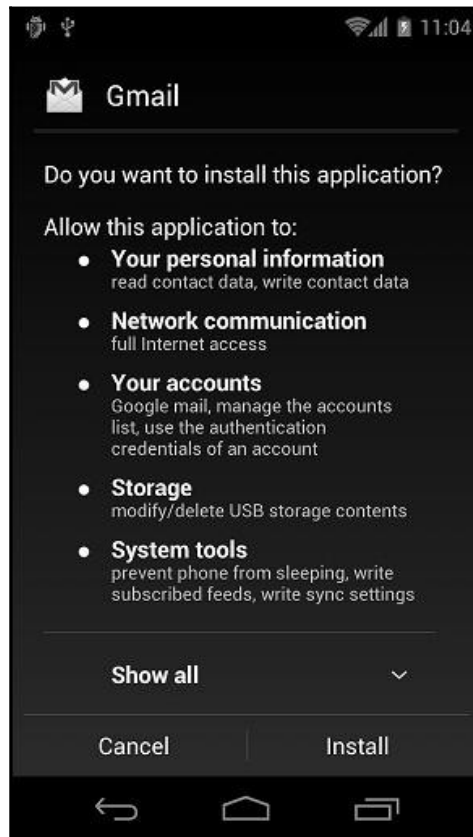 11:04
Gmail
Do you want to install this application?
Allow this application to:
● Your personal information
read contact data, write contact data
● Network communication
full Internet access
● Your accounts
Google mail, manage the accounts
list, use the authentication
credentials of an account
● Storage
modify/delete USB storage contents
● System tools
prevent phone from sleeping, write
subscribed feeds, write sync settings
Show all
Cancel Install